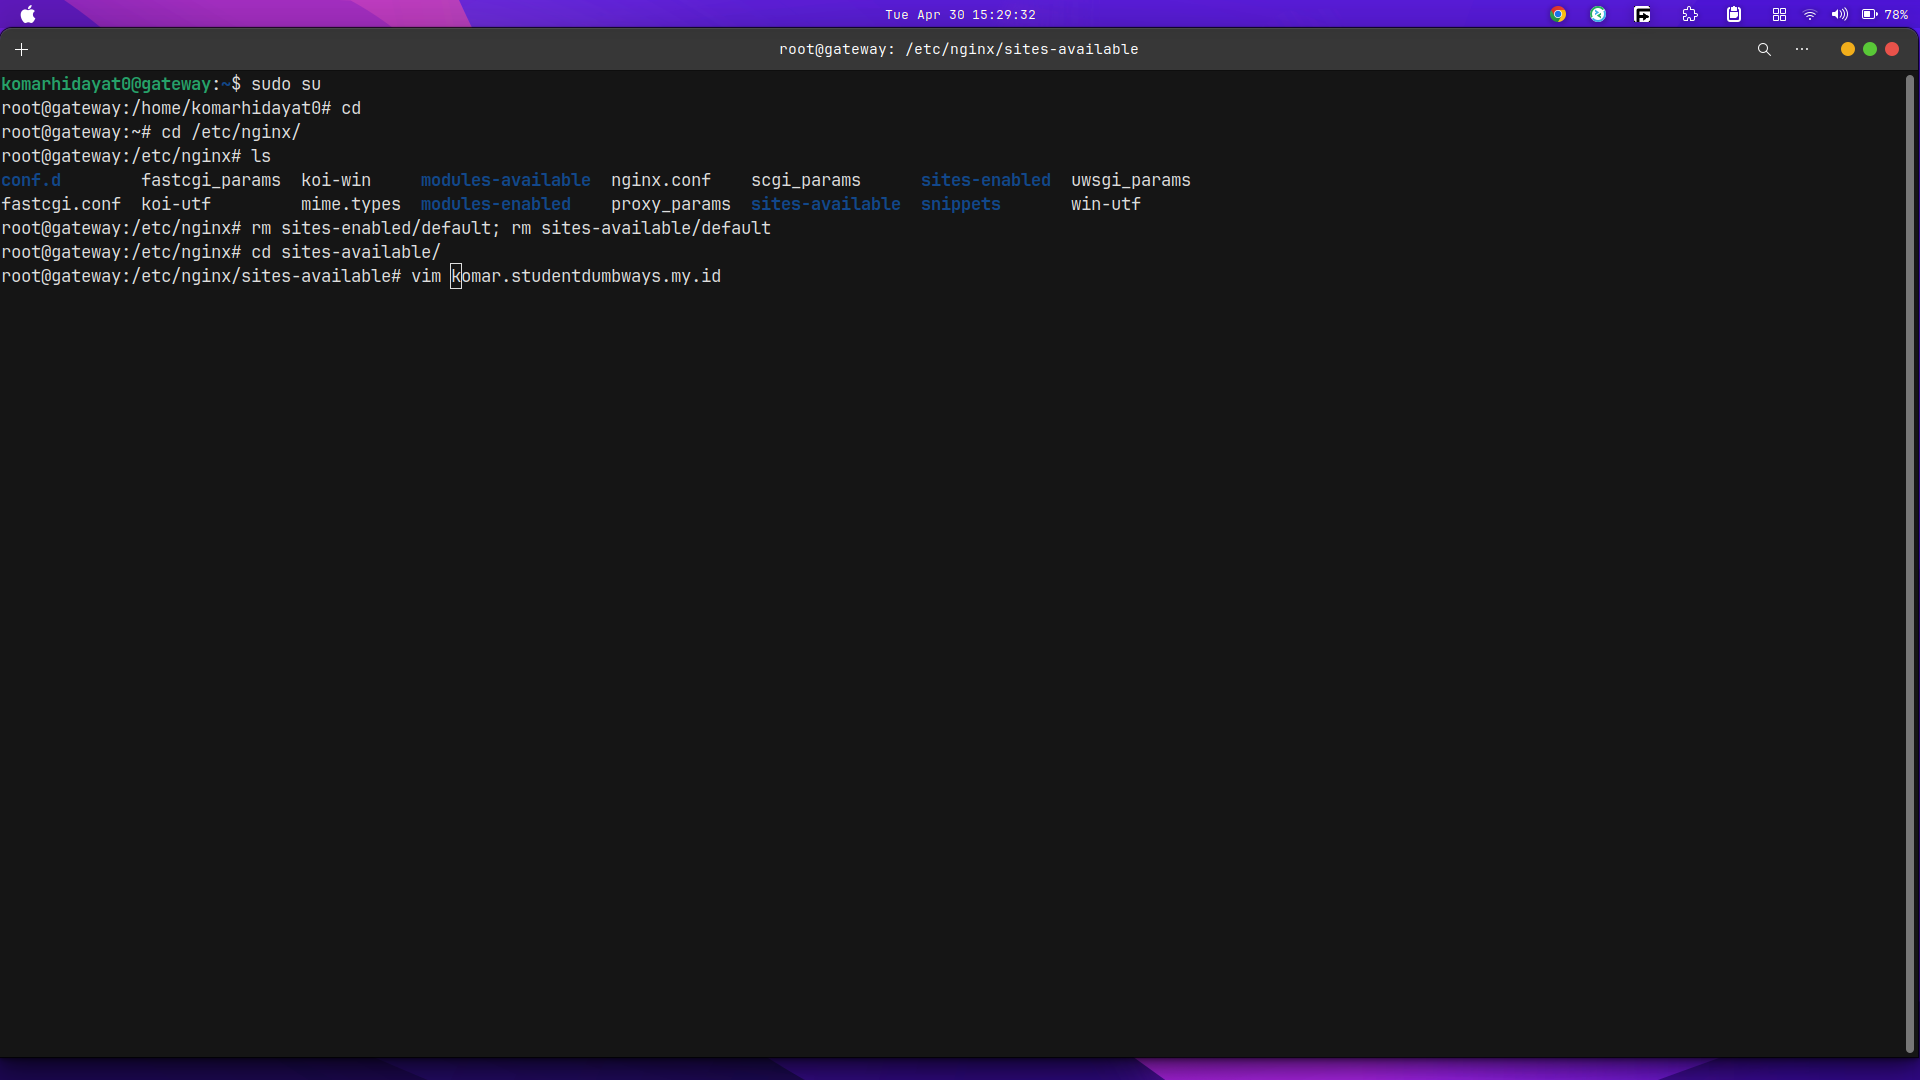 Tue Apr 30 15:29:32
78%
root@gateway: /etc/nginx/sites-available
komarhidayat0@gateway:~$ sudo su
root@gateway:/home/komarhidayat0# cd
root@gateway:~# cd /etc/nginx/
root@gateway:/etc/nginx# ls
conf.d        fastcgi_params  koi-win     modules-available  nginx.conf    scgi_params      sites-enabled  uwsgi_params
fastcgi.conf  koi-utf         mime.types  modules-enabled    proxy_params  sites-available  snippets       win-utf
root@gateway:/etc/nginx# rm sites-enabled/default; rm sites-available/default
root@gateway:/etc/nginx# cd sites-available/
root@gateway:/etc/nginx/sites-available# vim komar.studentdumbways.my.id